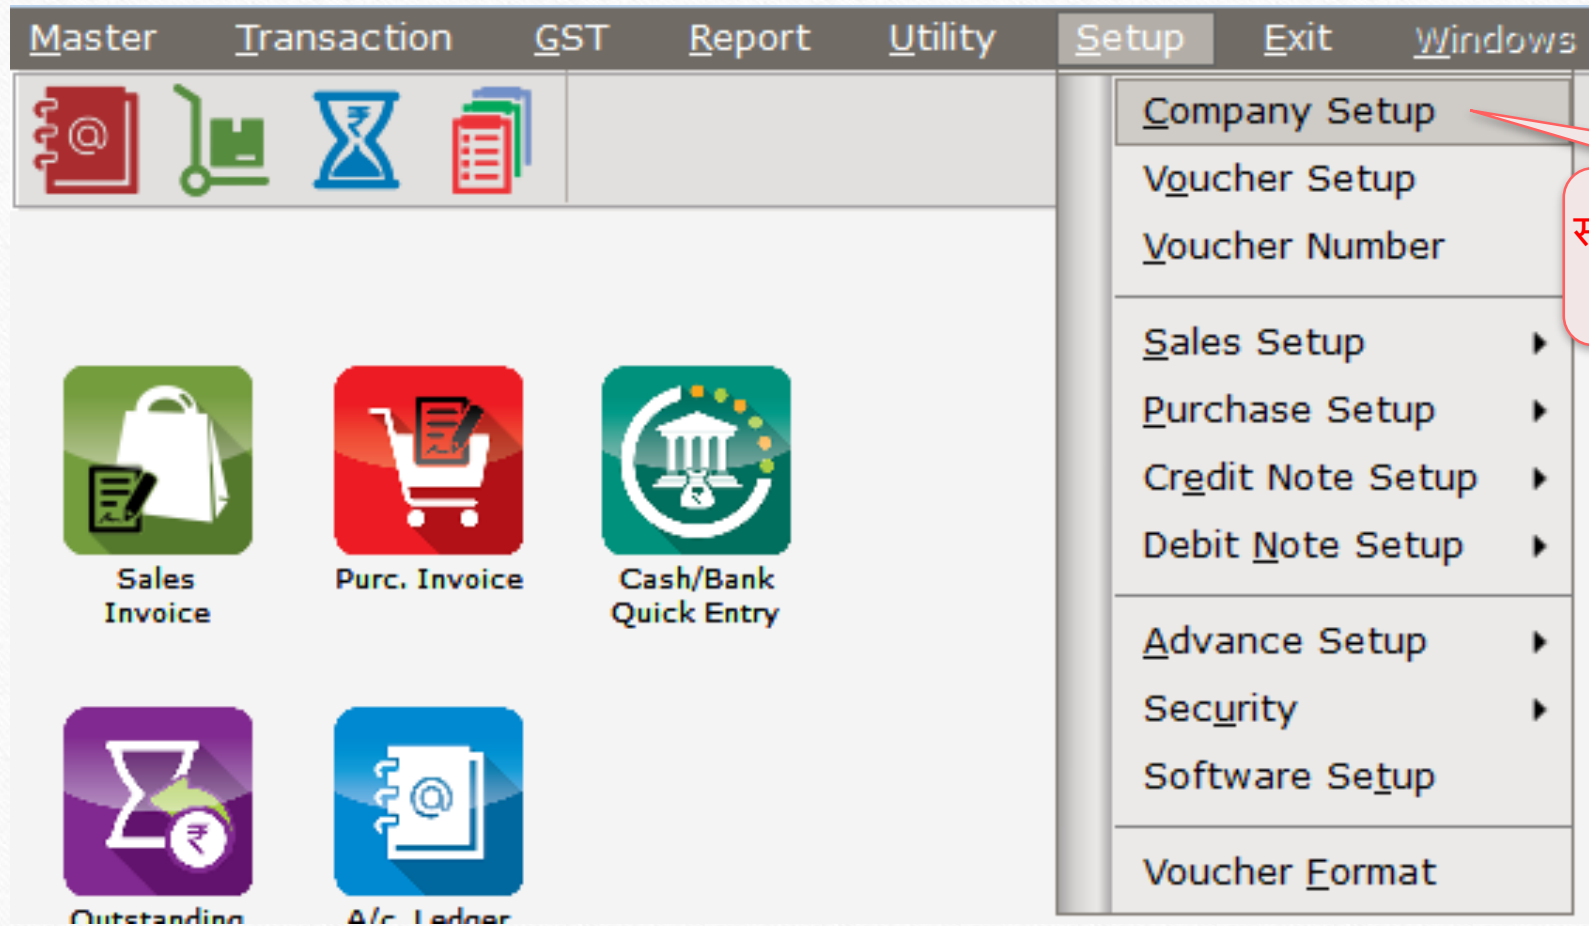 Master Transaction GST Report Utility Setup Exit Windows
Company Setup
Voucher Setup
Voucher Number
Sales Setup
Purchase Setup
Credit Note Setup
Debit Note Setup
Advance Setup
Security
Software Setup
Voucher Format
Sales
Invoice
Purc. Invoice
Cash/Bank
Quick Entry
Outstanding
A/c. Ledger